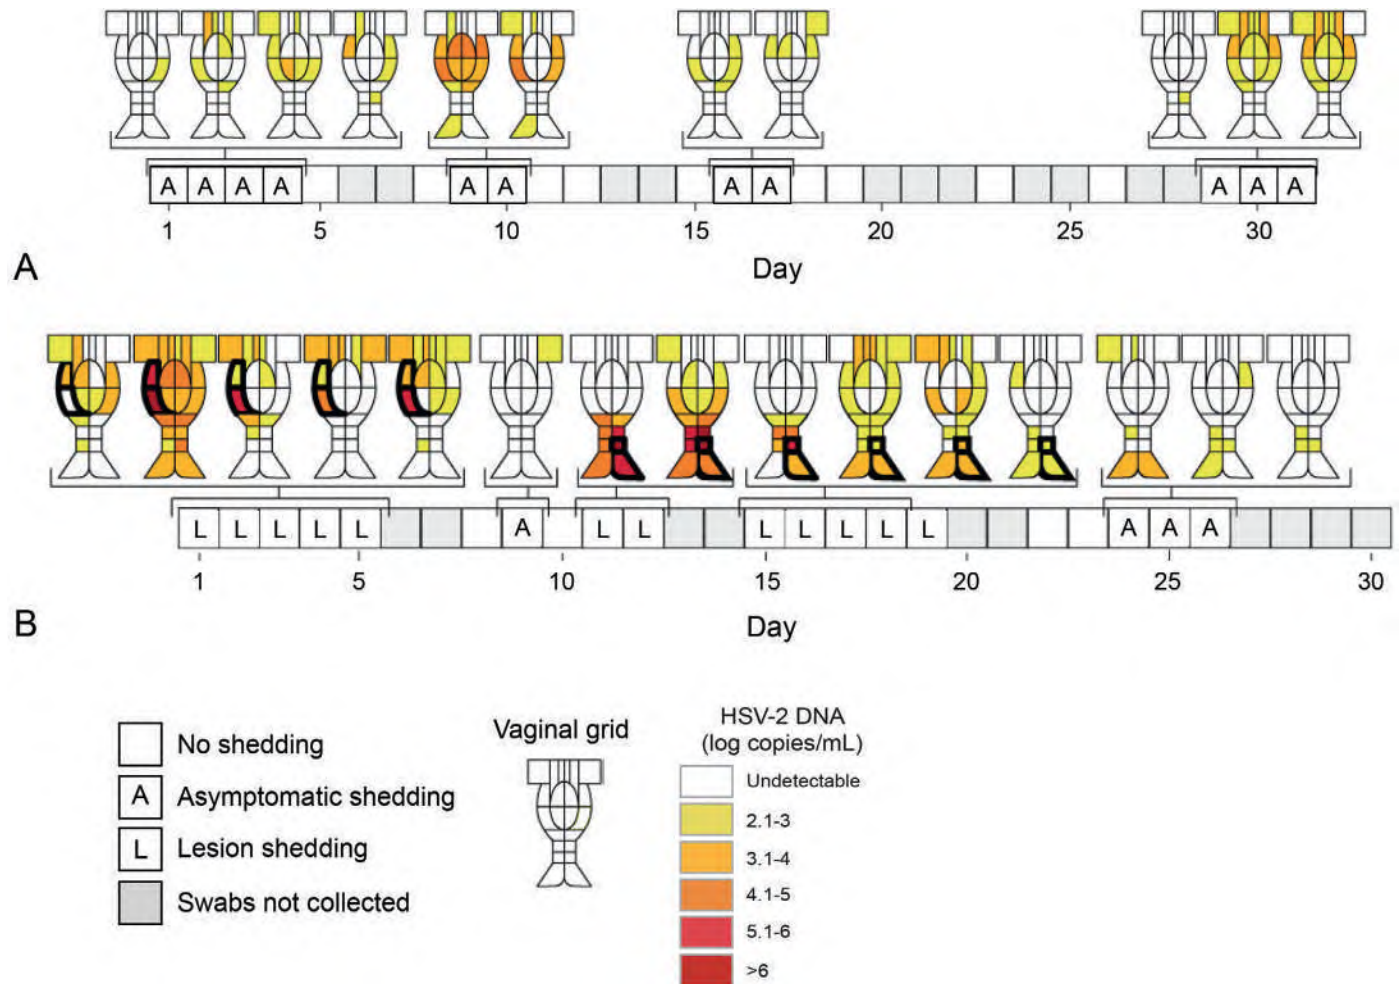 A A A A A A A A A A A
1 5 10 15 20 25 30
A
Day
L L L L L A L L L L L L L A A A
1 5 10 15 20 25 30
B
Day
No shedding
A Asymptomatic shedding
L Lesion shedding
Swabs not collected
Vaginal grid
HSV-2 DNA
(log copies/mL)
Undetectable
2.1-3
3.1-4
4.1-5
5.1-6
>6